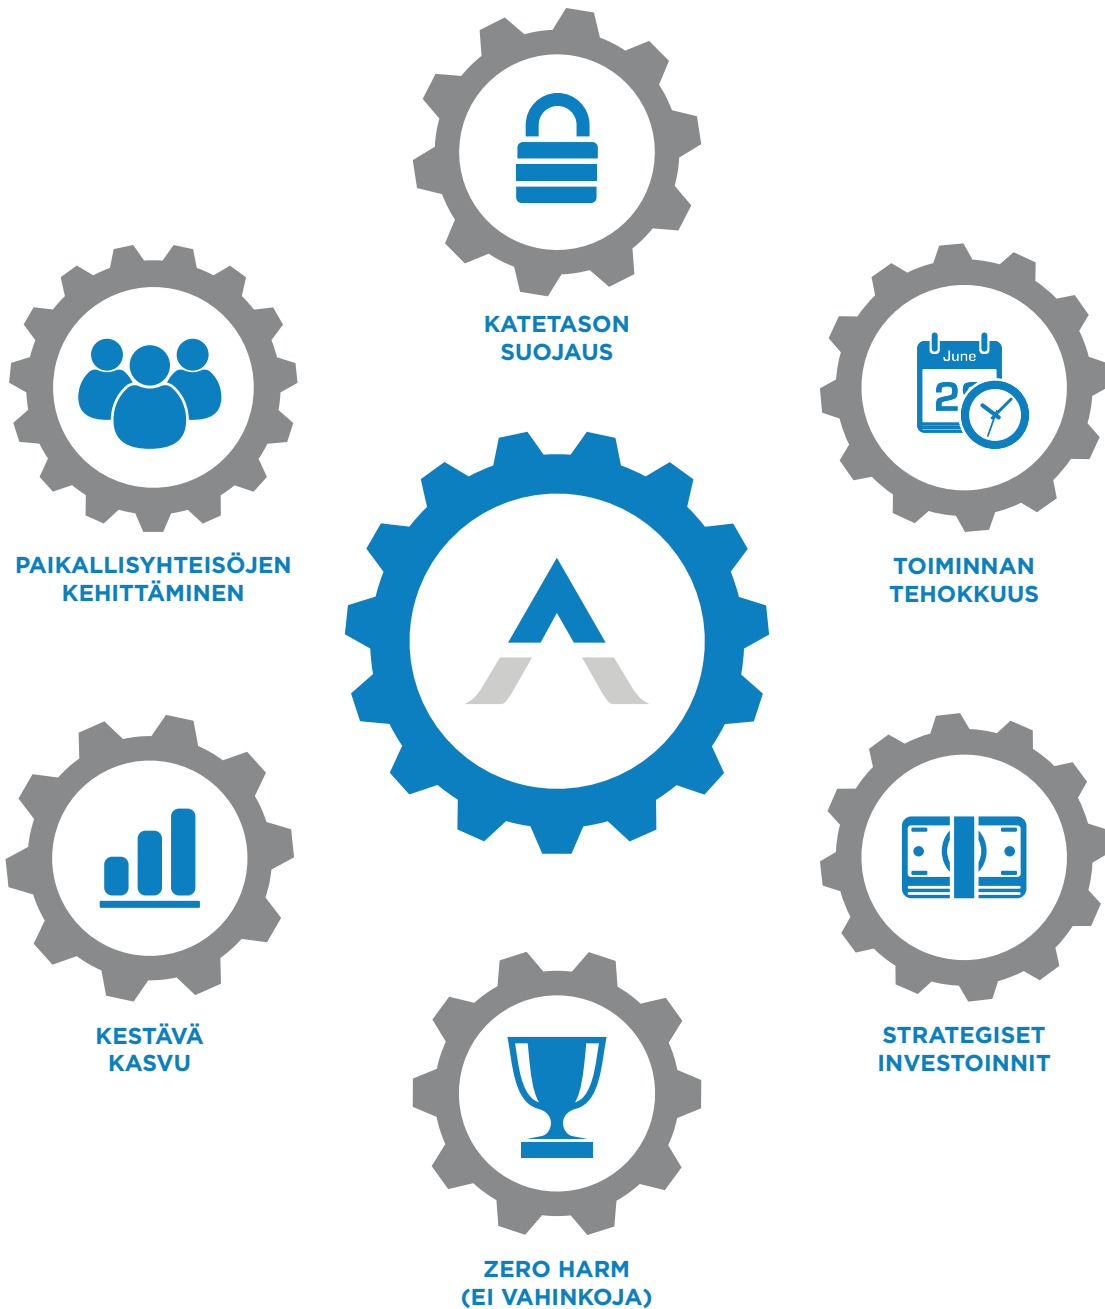 KATETASON
SUOJAUS
June
PAIKALLISYHTEISÖJEN
KEHITTÄMINEN
TOIMINNAN
TEHOKKUUS
KESTÄVÄ
KASVU
STRATEGISET
INVESTOINNIT
ZERO HARM
(EI VAHINKOJA)